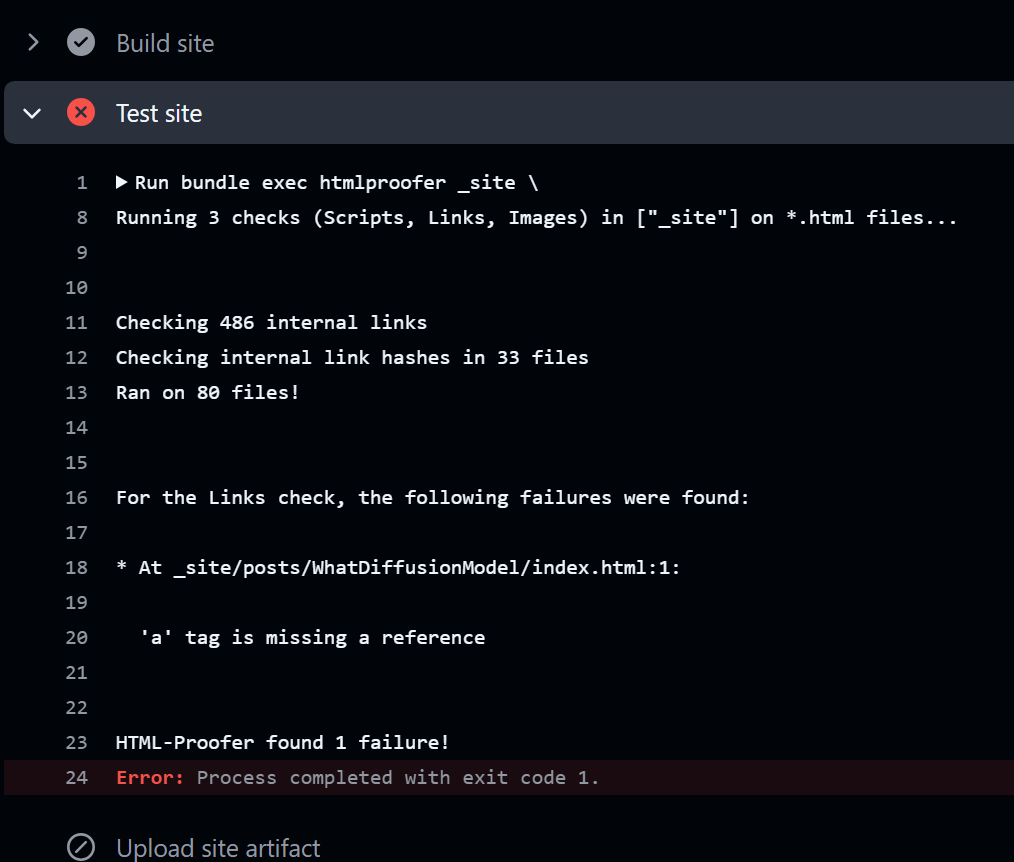 Build site
Test site
1 Run bundle exec htmlproofer _site \
8 Running 3 checks (Scripts, Links, Images) in ["_site"] on *.html files...
9
10
11 Checking 486 internal links
12 Checking internal link hashes in 33 files
13 Ran on 80 files!
14
15
16 For the Links check, the following failures were found:
17
18 * At _site/posts/WhatDiffusionModel/index.html:1:
19
20 'a' tag is missing a reference
21
22
23 HTML-Proofer found 1 failure!
24 Error: Process completed with exit code 1.
Upload site artifact